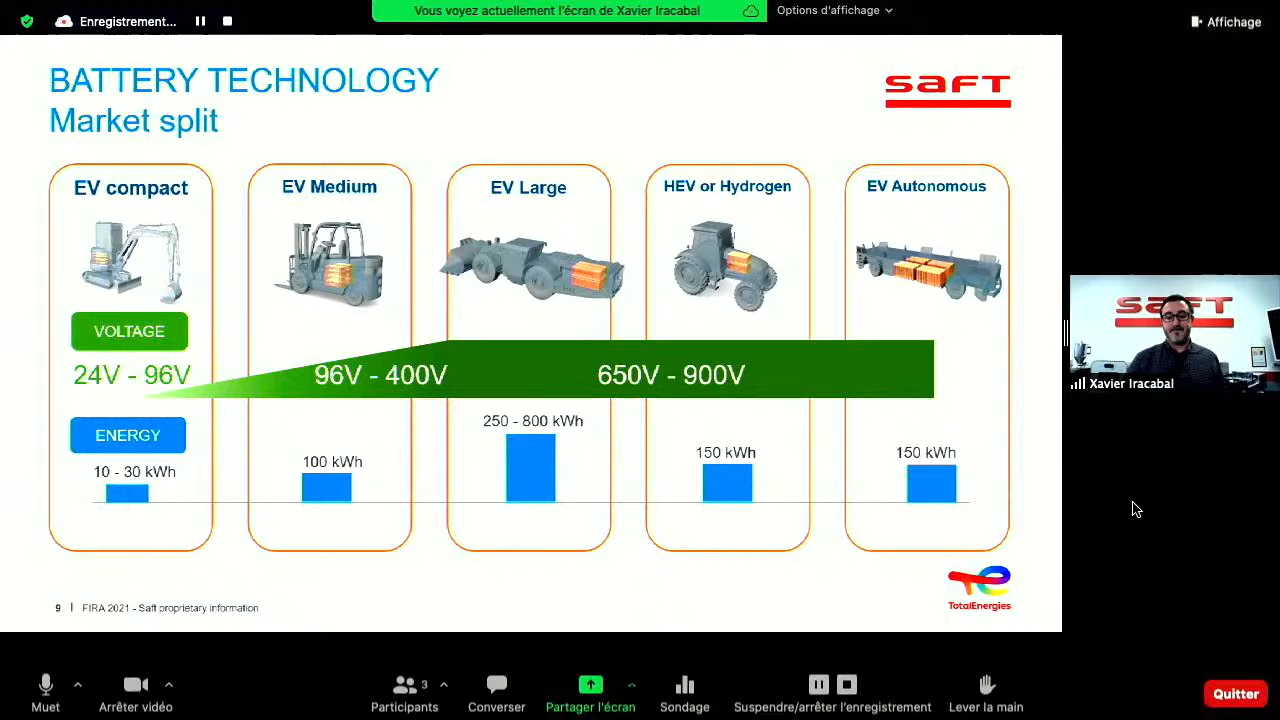 Enregistrement...
Vous voyez actuellement l'écran de Xavier Iracabal
Options d'affichage
Affichage
BATTERY TECHNOLOGY
Market split
SAFT
EV compact
EV Medium
EV Large
HEV or Hydrogen
EV Autonomous
VOLTAGE
24V - 96V
96V - 400V
650V - 900V
ENERGY
10 - 30 kWh
100 kWh
250 - 800 kWh
150 kWh
150 kWh
9 | FIRA 2021 - Saft proprietary information
TotalEnergies
SAFT
Xavier Iracabal
Muet
Arrêter vidéo
Participants
3
Converser
Partager l'écran
Sondage
Suspendre/arrêter l'enregistrement
Lever la main
Quitter